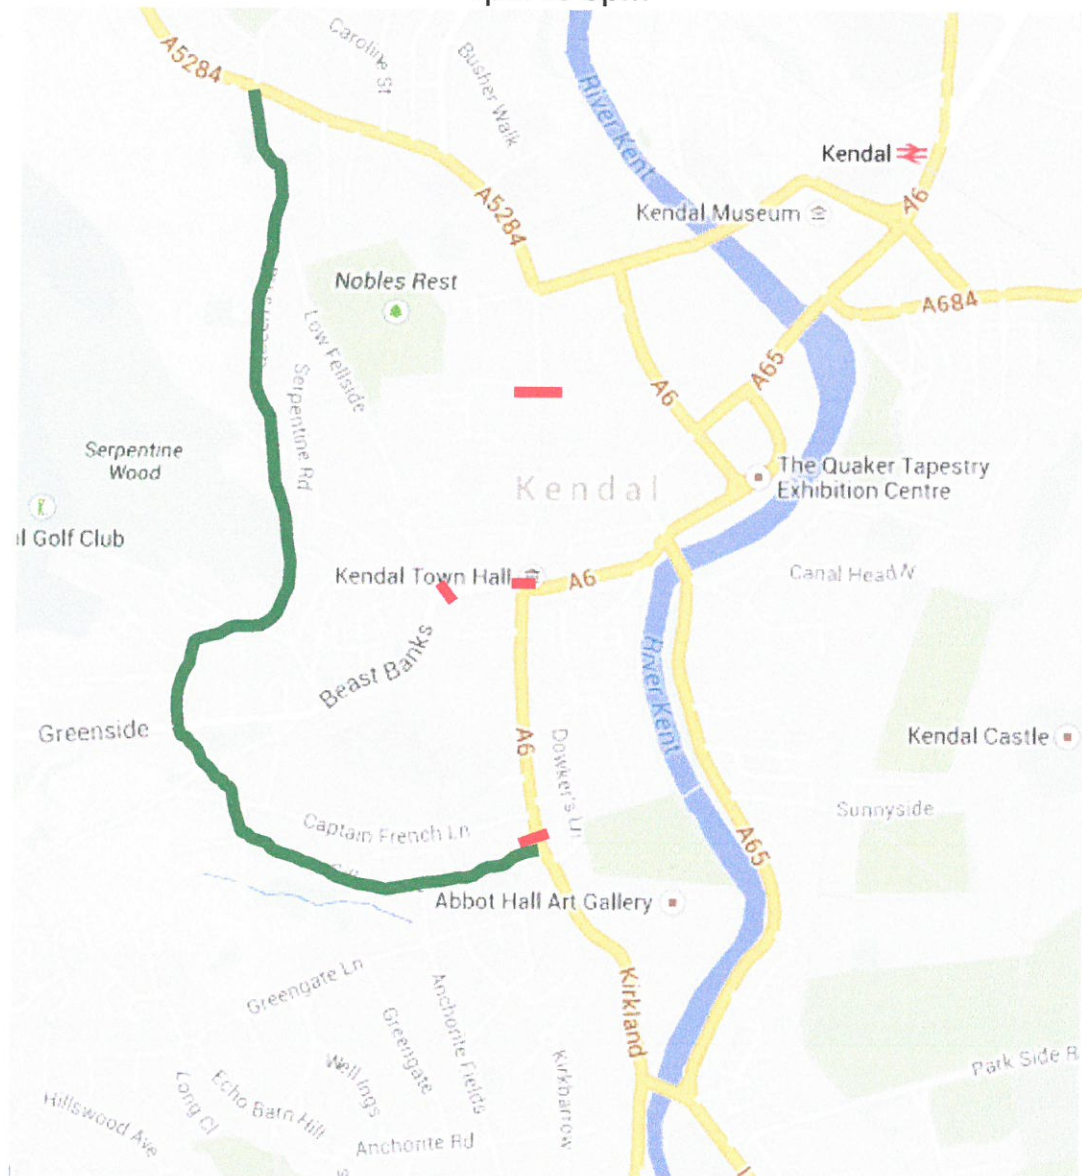 A5284
Caroline St
Busher Walk
River Kent
Kendal
A6
A5284
Kendal Museum
Nobles Rest
A684
Low Fellside
A65
A6
Serpentine Rd
Serpentine
Wood
The Quaker Tapestry
Exhibition Centre
Kendal
l Golf Club
Kendal Town Hall
A6
Canal Head N
Beast Banks
River Kent
Greenside
A6
Dowker's Ln
Kendal Castle
Sunnyside
Captain French Ln
A65
Abbot Hall Art Gallery
Greengate Ln
Kirkland
Anchorite Fields
Greengate
Well Ings
Kirkbarrow
Park Side R
Long Cl
Echo Barn Hill
Hillswood Ave
Anchorite Rd